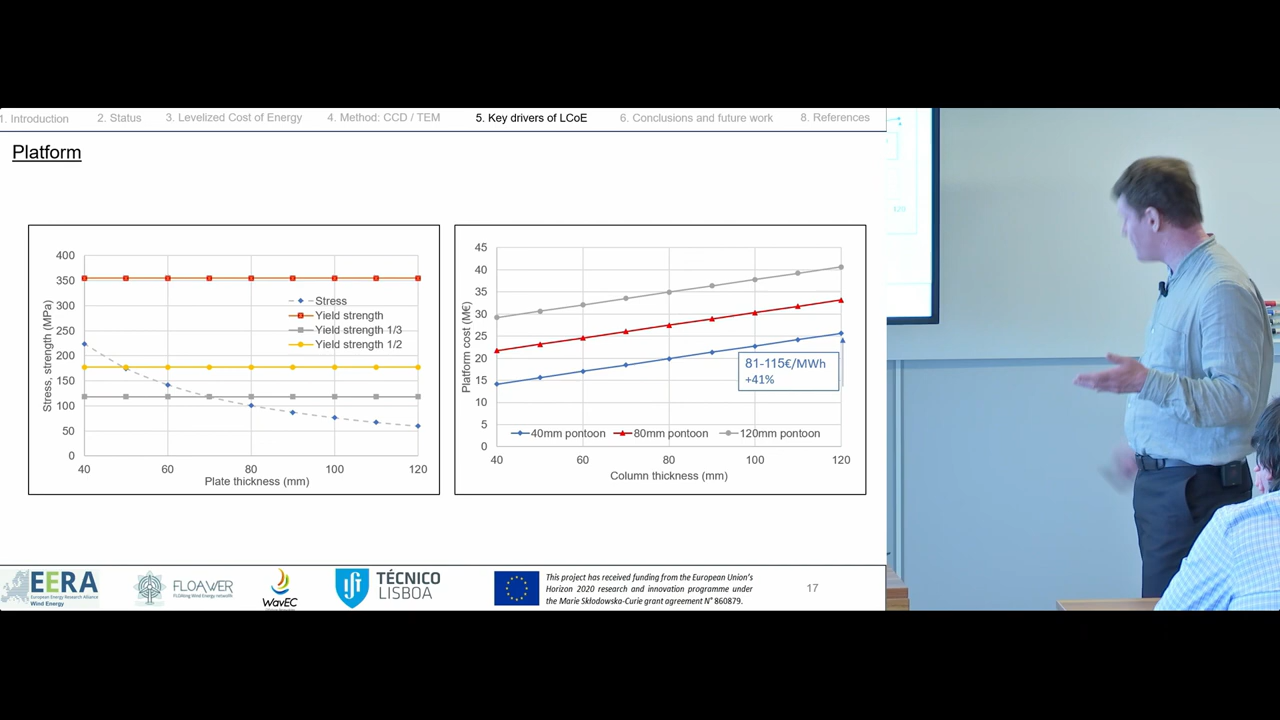 1. Introduction 2. Status 3. Levelized Cost of Energy 4. Method: CCD / TEM 5. Key drivers of LCoE 6. Conclusions and future work 8. References
Platform
Stress, strength (MPa)
400
350
300
250
200
150
100
50
0
40 60 80 100 120
Plate thickness (mm)
Stress
Yield strength
Yield strength 1/3
Yield strength 1/2
Platform cost (M€)
45
40
35
30
25
20
15
10
5
0
40 60 80 100 120
Column thickness (mm)
81-115€/MWh
+41%
40mm pontoon 80mm pontoon 120mm pontoon
120
EERA
European Energy Research Alliance
Wind Energy
FLOAWER
FLOAting Wind Energy netwoRk
WavEC
TÉCNICO
LISBOA
This project has received funding from the European Union's
Horizon 2020 research and innovation programme under
the Marie Skłodowska-Curie grant agreement N° 860879.
17